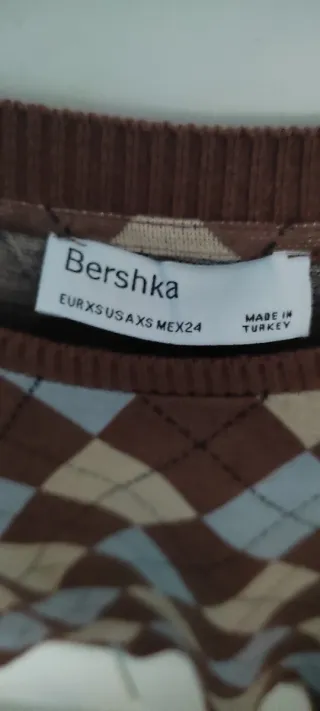 Bershka
EUR XS USA XS MEX 24
MADE IN
TURKEY